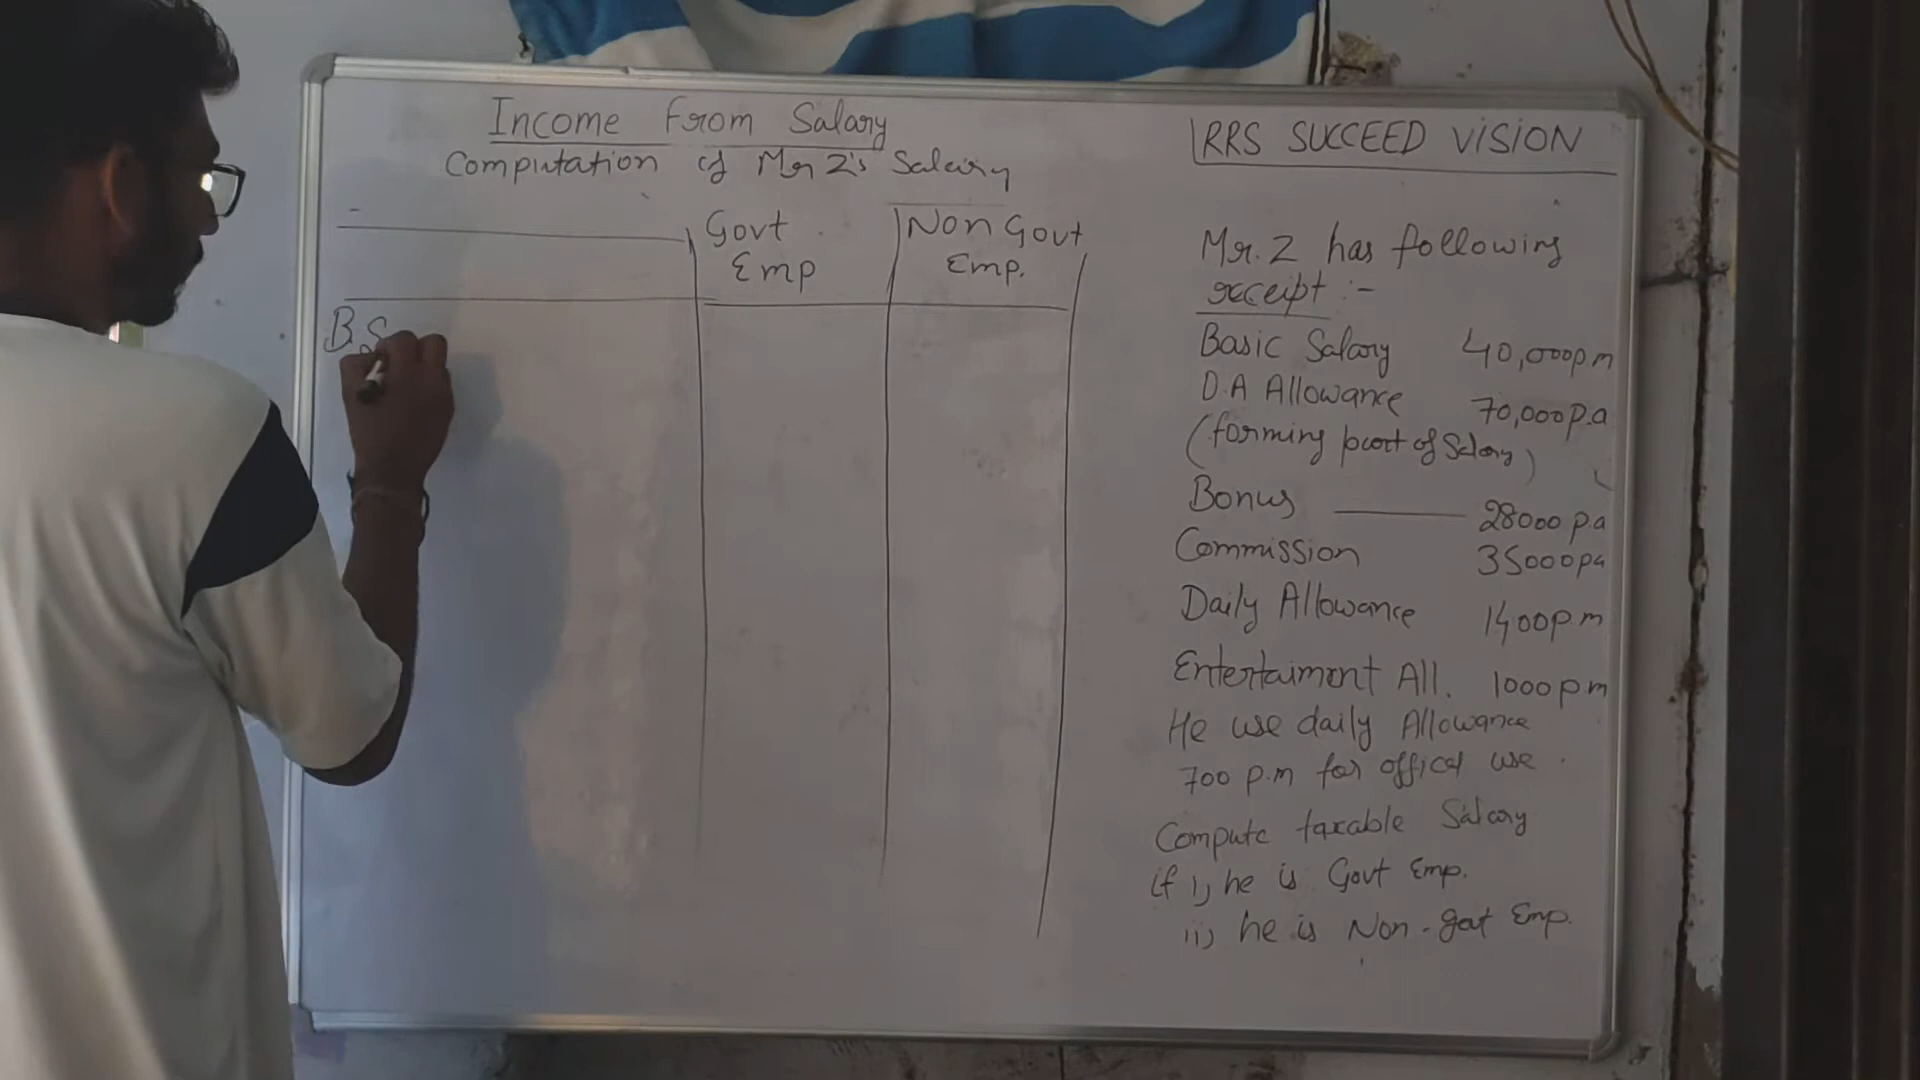 Income From Salary
Computation of Mr Z's Salary
Govt Emp
Non Govt Emp.
B.S
RRS SUCCEED VISION
Mr. Z has following
receipt :-
Basic Salary 40,000p.m
D.A Allowance 70,000p.a
(forming part of Salary)
Bonus — 28000 p.a
Commission 35000pa
Daily Allowance 1400p.m
Entertaiment All. 1000pm
He use daily Allowance
700 p.m for offical use.
Compute taxable Salary
if i) he is Govt Emp.
ii) he is Non-govt Emp.